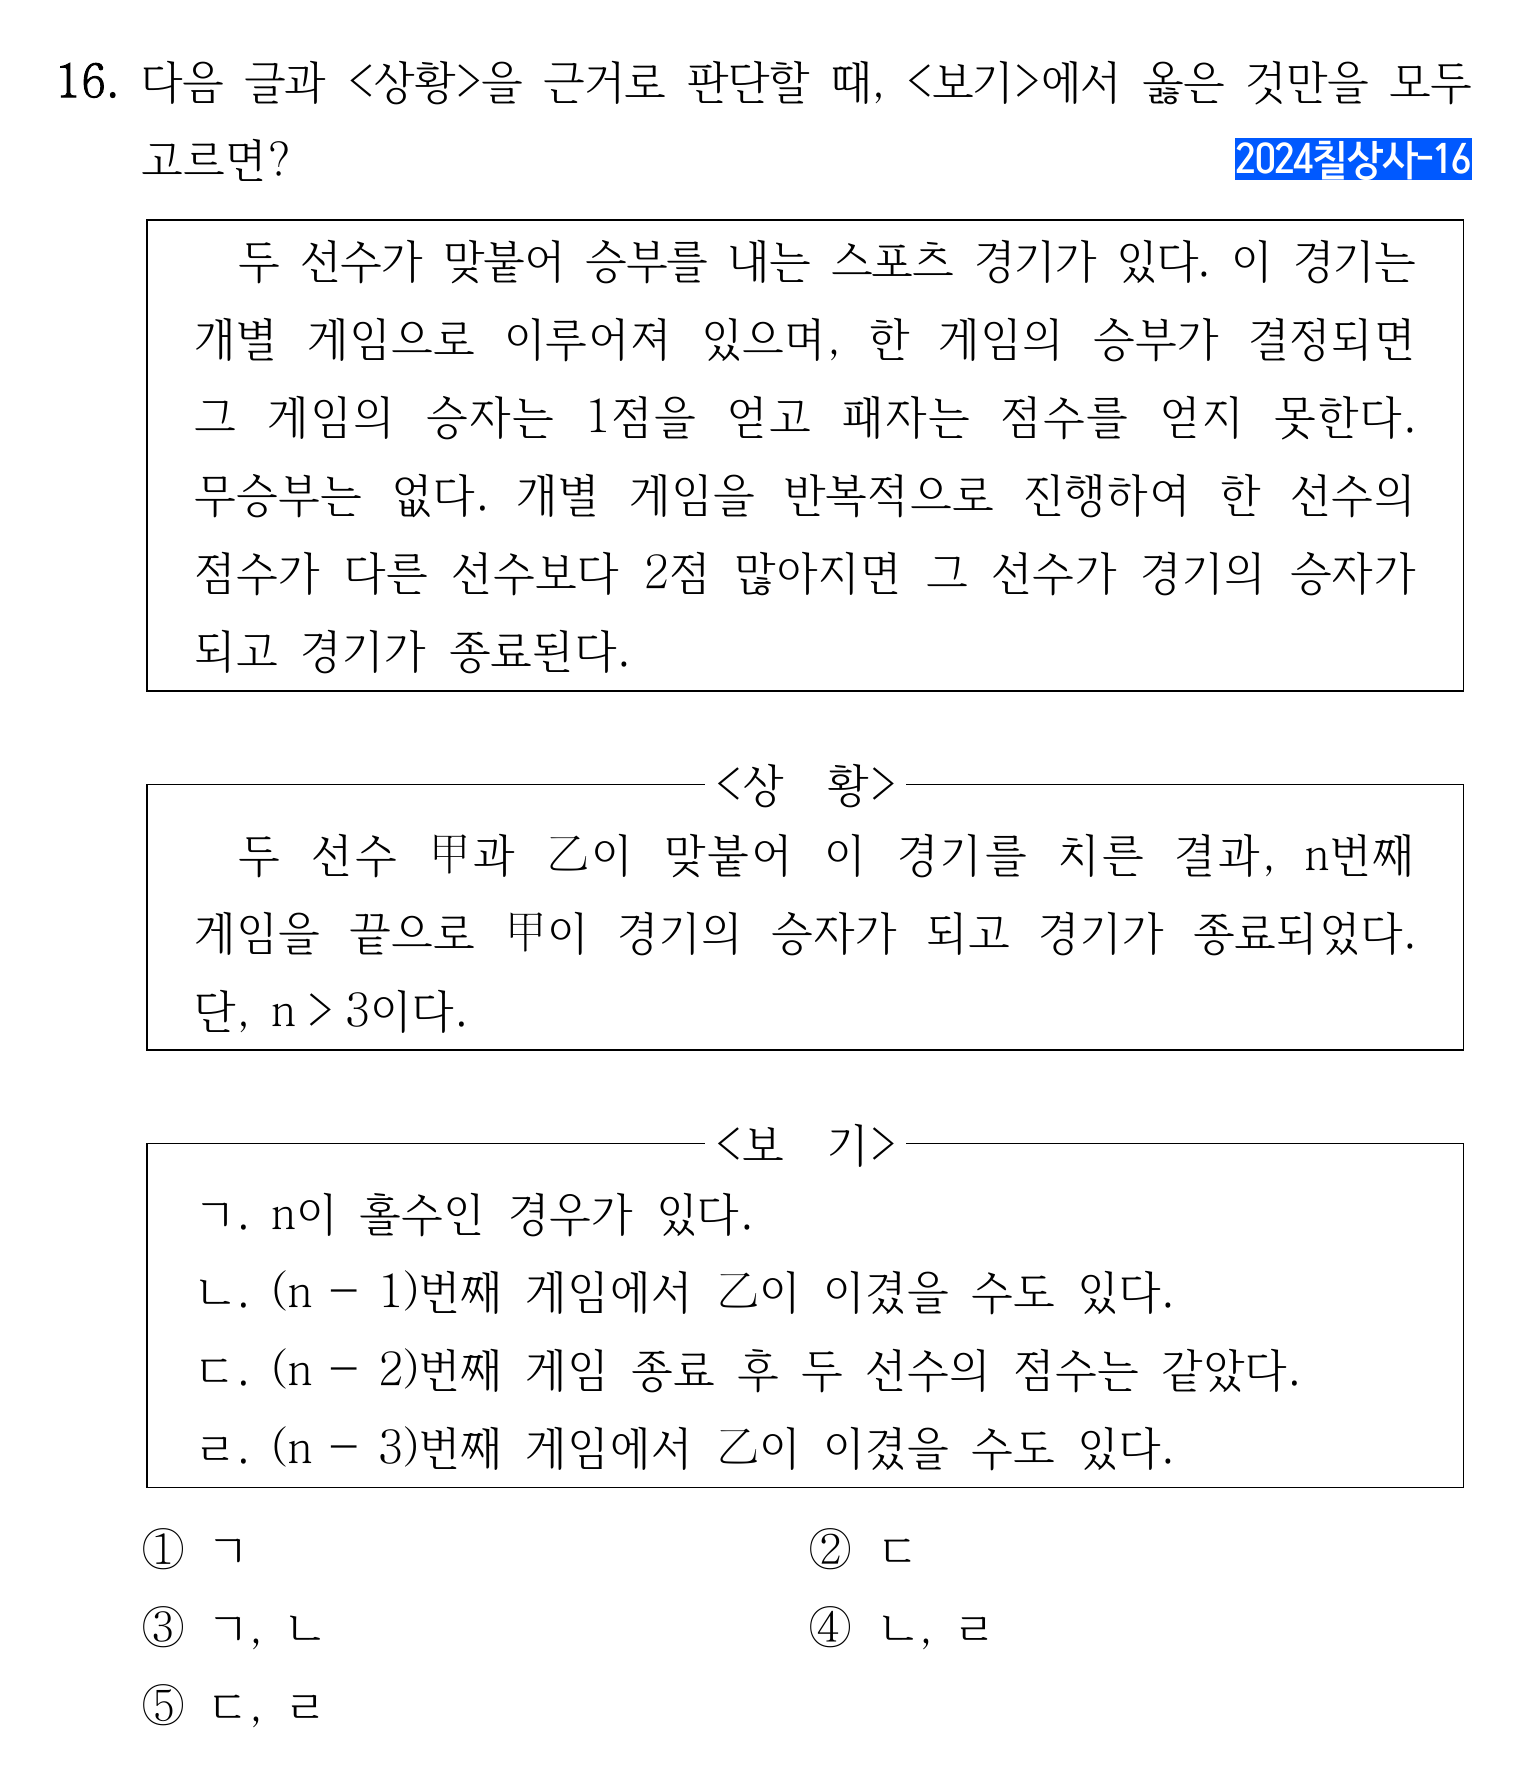 16. 다음 글과 <상황>을 근거로 판단할 때, <보기>에서 옳은 것만을 모두
고르면?
2024칠상사-16
두 선수가 맞붙어 승부를 내는 스포츠 경기가 있다. 이 경기는
개별 게임으로 이루어져 있으며, 한 게임의 승부가 결정되면
그 게임의 승자는 1점을 얻고 패자는 점수를 얻지 못한다.
무승부는 없다. 개별 게임을 반복적으로 진행하여 한 선수의
점수가 다른 선수보다 2점 많아지면 그 선수가 경기의 승자가
되고 경기가 종료된다.
<상 황>
두 선수 甲과 乙이 맞붙어 이 경기를 치른 결과, n번째
게임을 끝으로 甲이 경기의 승자가 되고 경기가 종료되었다.
단, n > 3이다.
<보 기>
ㄱ. n이 홀수인 경우가 있다.
ㄴ. (n - 1)번째 게임에서 乙이 이겼을 수도 있다.
ㄷ. (n - 2)번째 게임 종료 후 두 선수의 점수는 같았다.
ㄹ. (n - 3)번째 게임에서 乙이 이겼을 수도 있다.
① ㄱ
② ㄷ
③ ㄱ, ㄴ
④ ㄴ, ㄹ
⑤ ㄷ, ㄹ